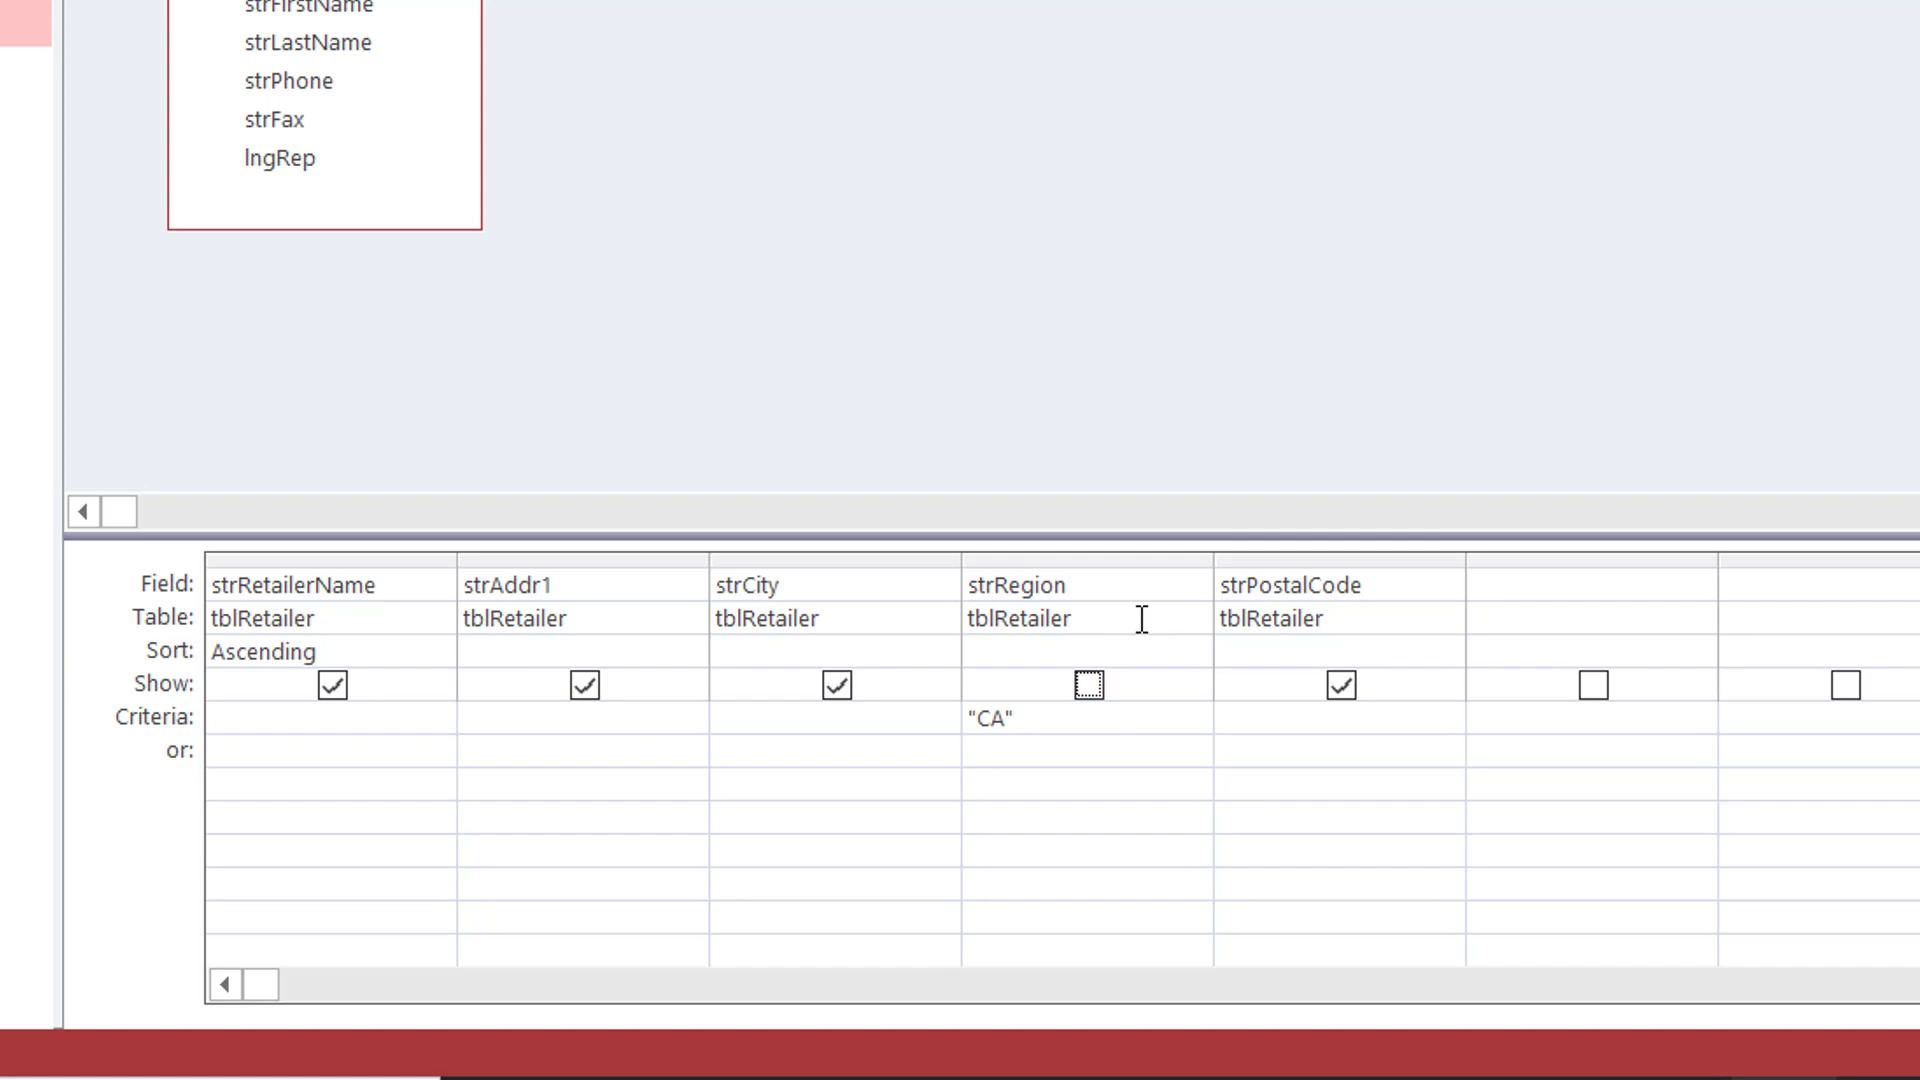 strFirstName
strLastName
strPhone
strFax
lngRep
Field: strRetailerName strAddr1 strCity strRegion strPostalCode
Table: tblRetailer tblRetailer tblRetailer tblRetailer tblRetailer
Sort: Ascending
Show:
Criteria: "CA"
or: